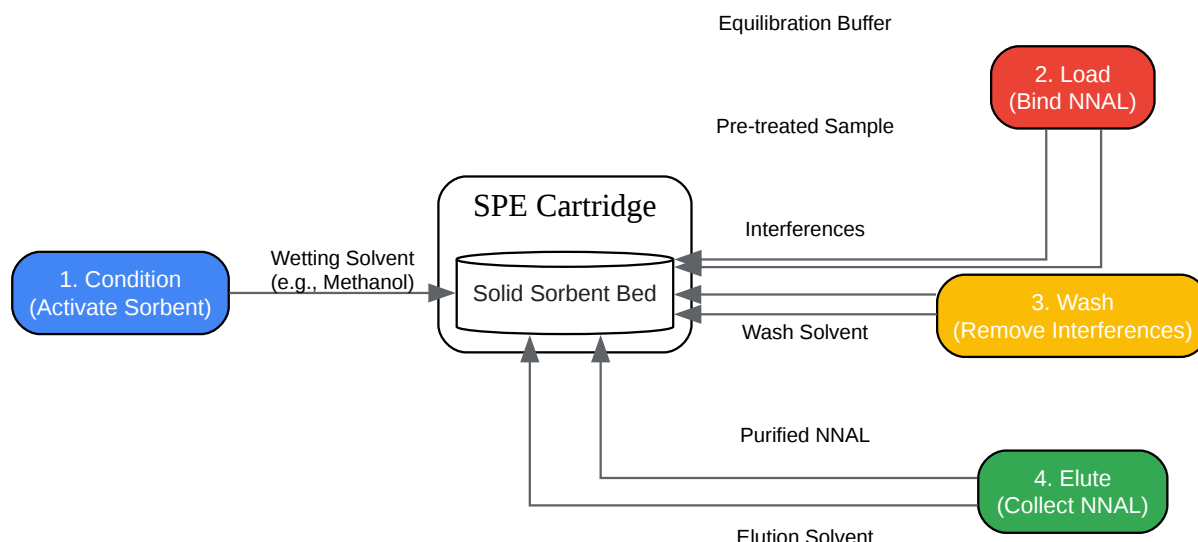 Equilibration Buffer
2. Load
(Bind NNAL)
Pre-treated Sample
SPE Cartridge
Interferences
1. Condition
(Activate Sorbent)
Wetting Solvent
(e.g., Methanol)
Solid Sorbent Bed
3. Wash
(Remove Interferences)
Wash Solvent
Purified NNAL
4. Elute
(Collect NNAL)
Elution Solvent